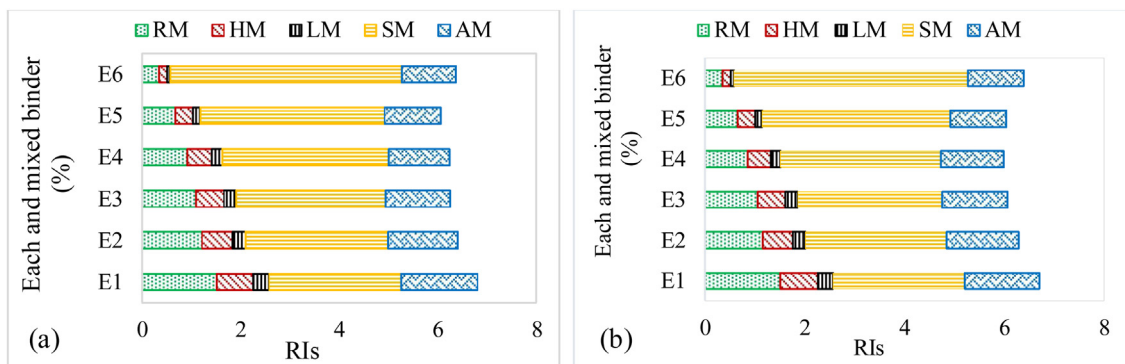 RM HM LM SM AM
Each and mixed binder
(%)
E6
E5
E4
E3
E2
E1
0 2 4 6 8
RIs
(a)
RM HM LM SM AM
Each and mixed binder
(%)
E6
E5
E4
E3
E2
E1
0 2 4 6 8
RIs
(b)